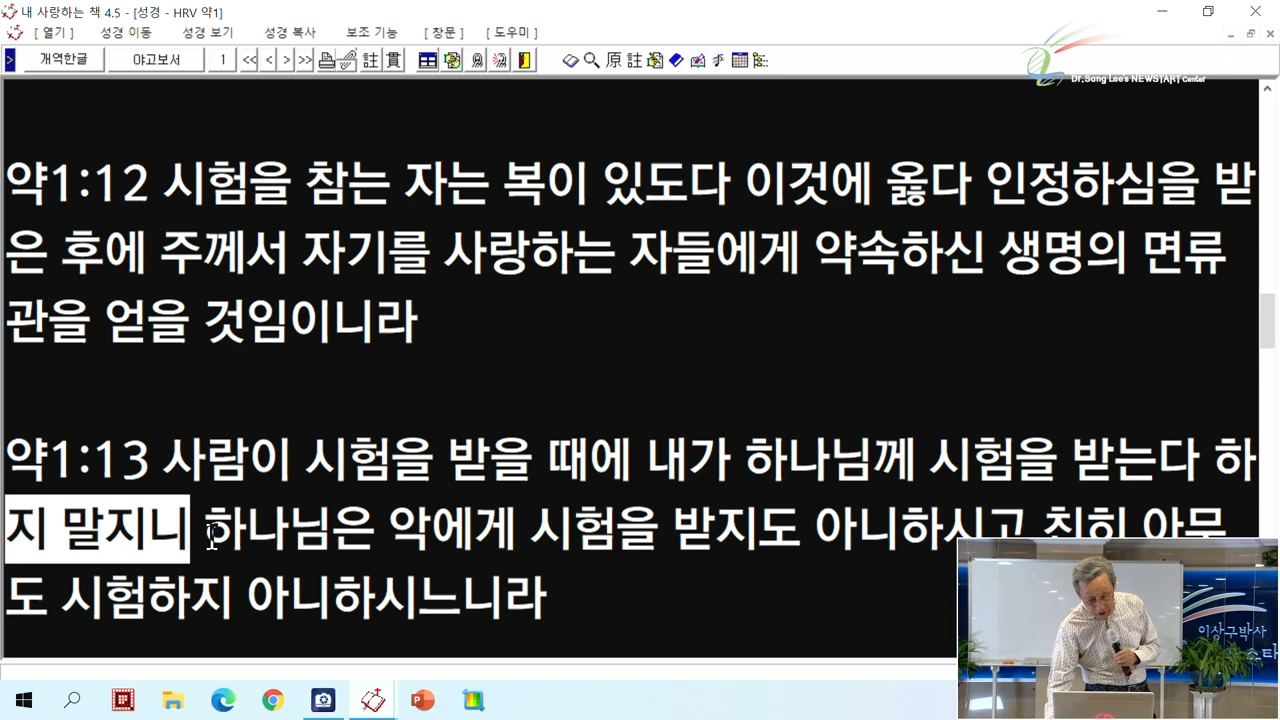 내 사랑하는 책 4.5 - [성경 - HRV 약1]
[ 열기 ] 성경 이동 성경 보기 성경 복사 보조 기능 [ 창문 ] [ 도우미 ]
개역한글 야고보서 1 << < > >> 註 貫 原 註
Dr.Sang Lee's NEWSTART Center
약1:12 시험을 참는 자는 복이 있도다 이것에 옳다 인정하심을 받
은 후에 주께서 자기를 사랑하는 자들에게 약속하신 생명의 면류
관을 얻을 것임이니라
약1:13 사람이 시험을 받을 때에 내가 하나님께 시험을 받는다 하
지 말지니 하나님은 악에게 시험을 받지도 아니하시고 친히 아무
도 시험하지 아니하시느니라
이상구박사